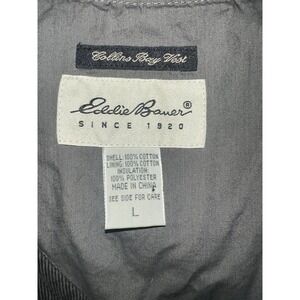 Collins Bay Vest
Eddie Bauer®
SINCE 1920
SHELL: 100% COTTON
LINING: 100% COTTON
INSULATION:
100% POLYESTER
MADE IN CHINA
SEE SIDE FOR CARE
L